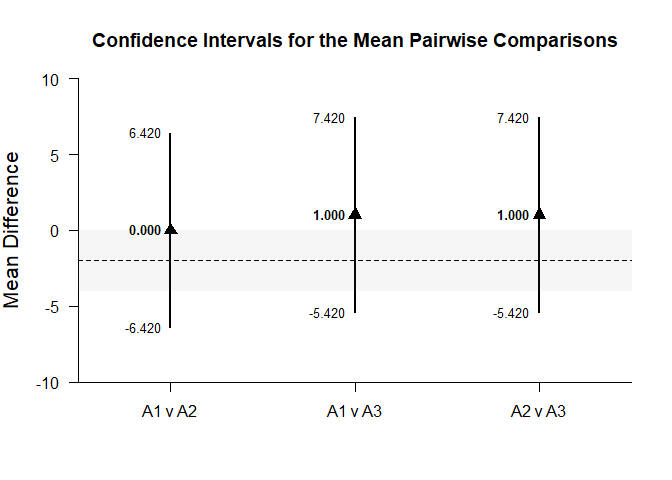 Confidence Intervals for the Mean Pairwise Comparisons
Mean Difference
10
5
0
-5
-10
6.420
0.000
-6.420
7.420
1.000
-5.420
7.420
1.000
-5.420
A1 v A2
A1 v A3
A2 v A3